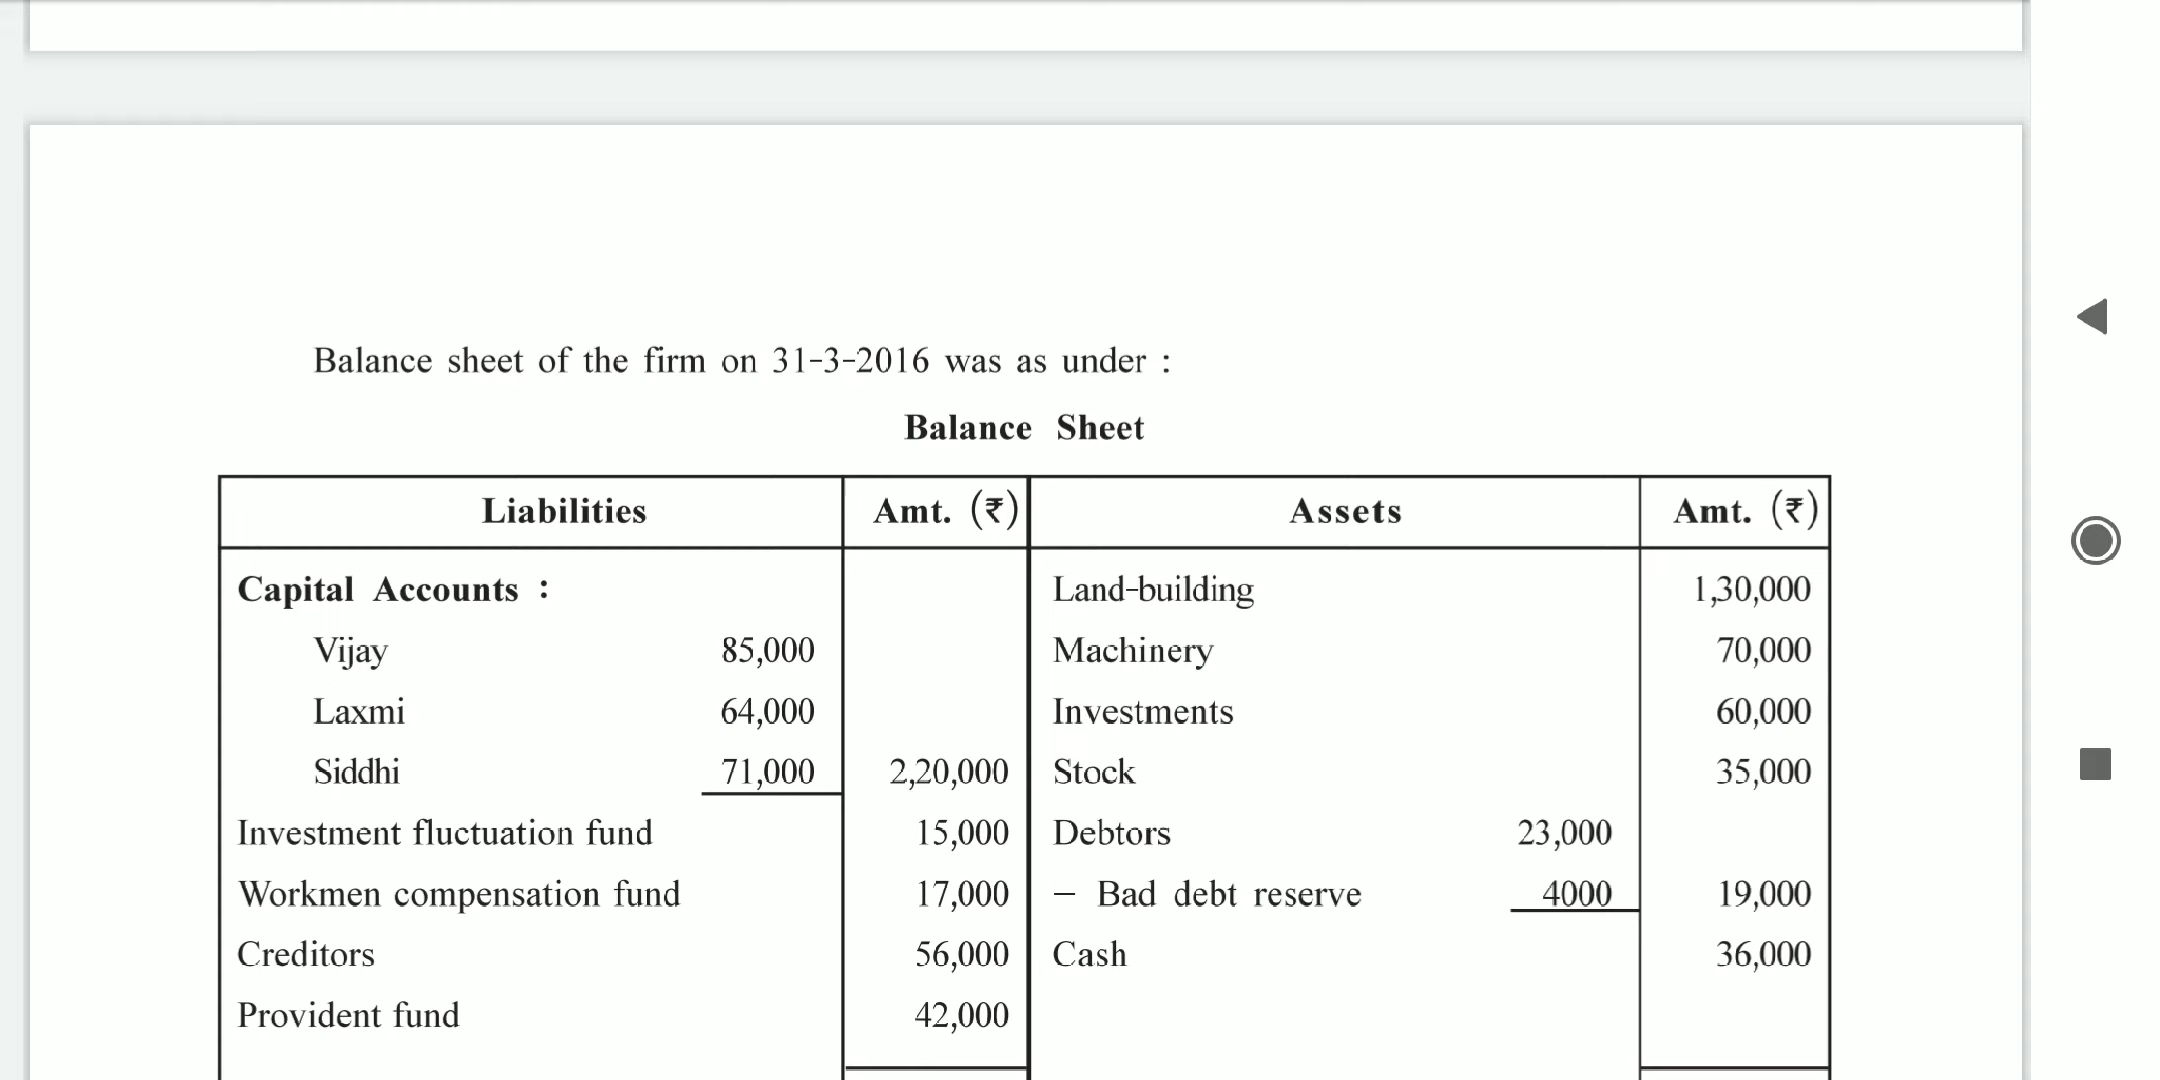 Balance sheet of the firm on 31-3-2016 was as under :
Balance Sheet
Liabilities Amt. (₹) Assets Amt. (₹)
Capital Accounts : Land-building 1,30,000
Vijay 85,000 Machinery 70,000
Laxmi 64,000 Investments 60,000
Siddhi 71,000 2,20,000 Stock 35,000
Investment fluctuation fund 15,000 Debtors 23,000
Workmen compensation fund 17,000 – Bad debt reserve 4000 19,000
Creditors 56,000 Cash 36,000
Provident fund 42,000